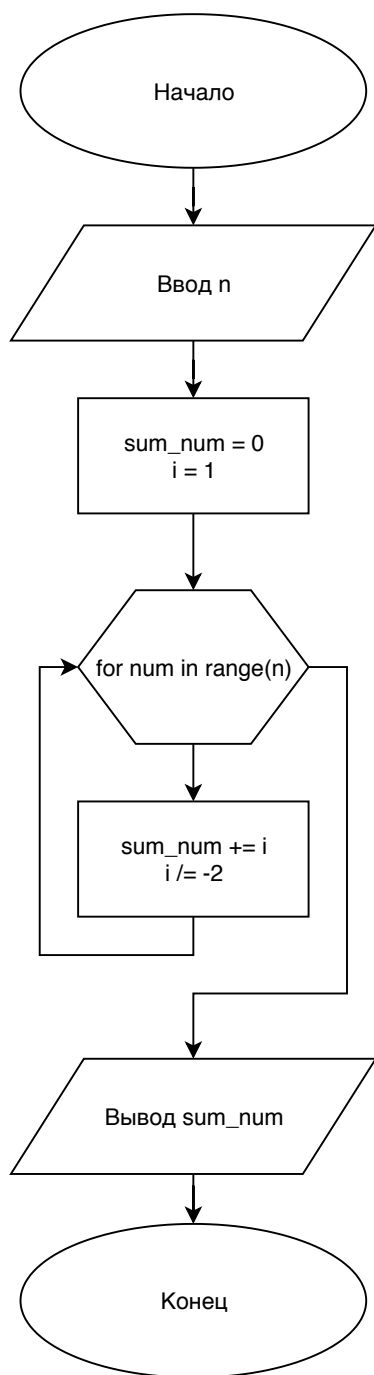 Начало
Ввод n
sum_num = 0
i = 1
for num in range(n)
sum_num += i
i /= -2
Вывод sum_num
Конец